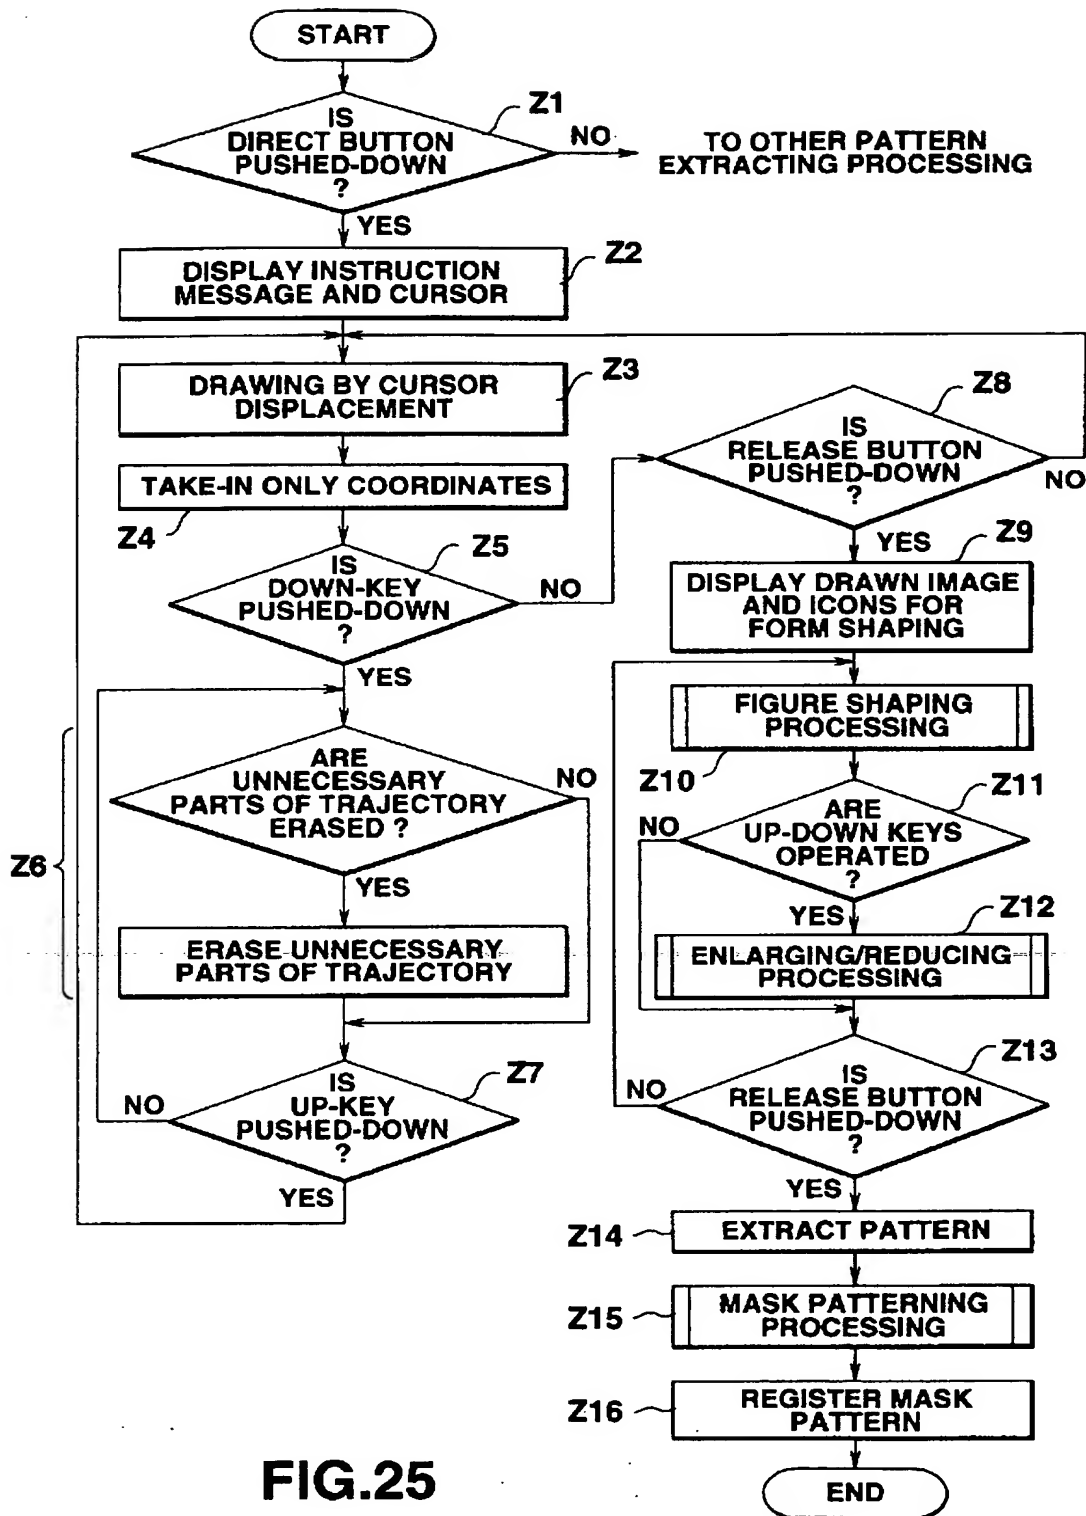 START
Z1
IS
DIRECT BUTTON
PUSHED-DOWN
?
NO
TO OTHER PATTERN
EXTRACTING PROCESSING
YES
Z2
DISPLAY INSTRUCTION
MESSAGE AND CURSOR
Z3
DRAWING BY CURSOR
DISPLACEMENT
TAKE-IN ONLY COORDINATES
Z4
Z5
IS
DOWN-KEY
PUSHED-DOWN
?
NO
YES
Z6
ARE
UNNECESSARY
PARTS OF TRAJECTORY
ERASED ?
NO
YES
ERASE UNNECESSARY
PARTS OF TRAJECTORY
Z7
IS
UP-KEY
PUSHED-DOWN
?
NO
YES
Z8
IS
RELEASE BUTTON
PUSHED-DOWN
?
NO
YES
Z9
DISPLAY DRAWN IMAGE
AND ICONS FOR
FORM SHAPING
FIGURE SHAPING
PROCESSING
Z10
Z11
ARE
UP-DOWN KEYS
OPERATED
?
NO
YES
Z12
ENLARGING/REDUCING
PROCESSING
Z13
IS
RELEASE BUTTON
PUSHED-DOWN
?
NO
YES
Z14
EXTRACT PATTERN
Z15
MASK PATTERNING
PROCESSING
Z16
REGISTER MASK
PATTERN
END
FIG.25